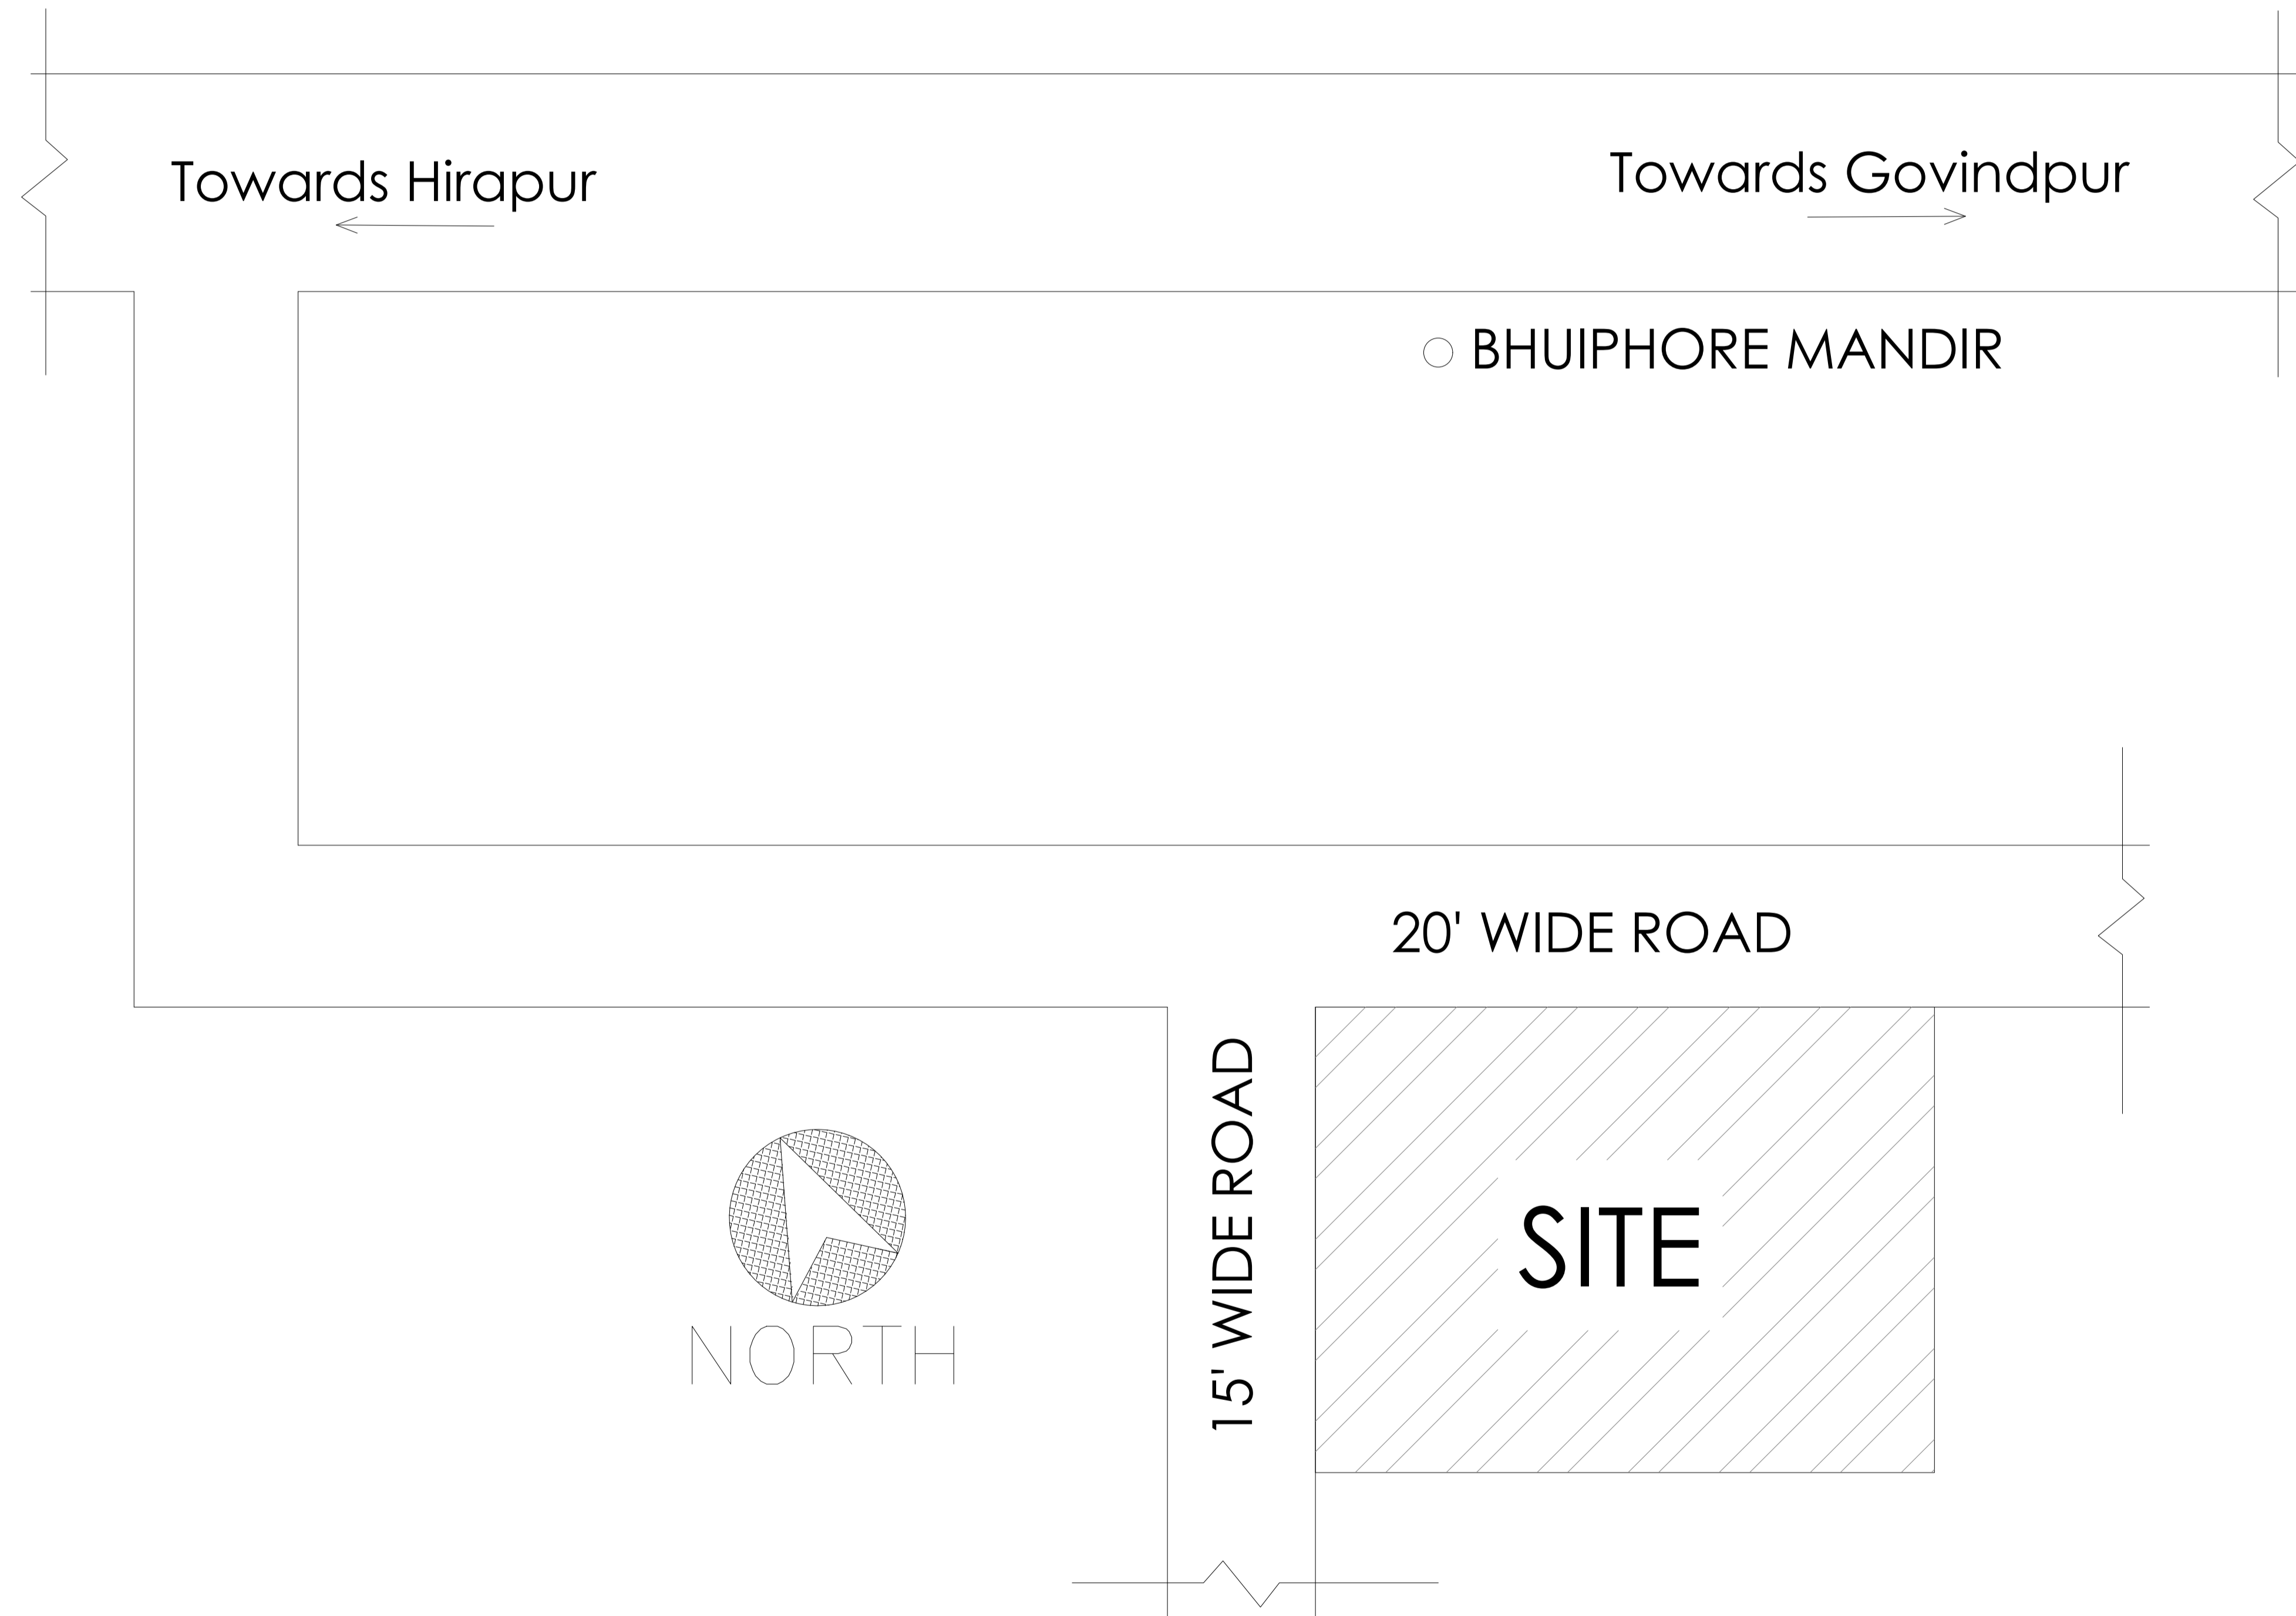 Towards Hirapur
Towards Govindpur
BHUIPHORE MANDIR
20' WIDE ROAD
15' WIDE ROAD
SITE
NORTH